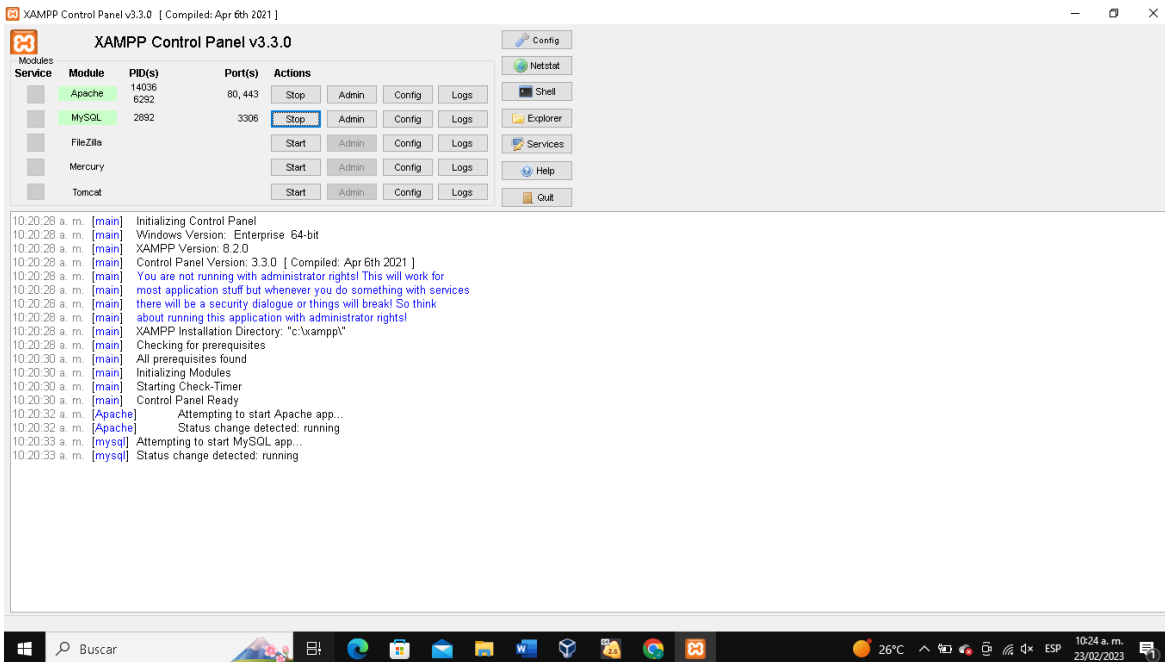 XAMPP Control Panel v3.3.0 [ Compiled: Apr 6th 2021 ]
XAMPP Control Panel v3.3.0
Config
Modules
Service Module PID(s) Port(s) Actions
Netstat
Apache 14036 6292 80, 443 Stop Admin Config Logs
Shell
MySQL 2892 3306 Stop Admin Config Logs
Explorer
FileZilla Start Admin Config Logs
Services
Mercury Start Admin Config Logs
Help
Tomcat Start Admin Config Logs
Quit
10:20:28 a. m. [main] Initializing Control Panel
10:20:28 a. m. [main] Windows Version: Enterprise 64-bit
10:20:28 a. m. [main] XAMPP Version: 8.2.0
10:20:28 a. m. [main] Control Panel Version: 3.3.0 [ Compiled: Apr 6th 2021 ]
10:20:28 a. m. [main] You are not running with administrator rights! This will work for
10:20:28 a. m. [main] most application stuff but whenever you do something with services
10:20:28 a. m. [main] there will be a security dialogue or things will break! So think
10:20:28 a. m. [main] about running this application with administrator rights!
10:20:28 a. m. [main] XAMPP Installation Directory: "c:\xampp\"
10:20:28 a. m. [main] Checking for prerequisites
10:20:30 a. m. [main] All prerequisites found
10:20:30 a. m. [main] Initializing Modules
10:20:30 a. m. [main] Starting Check-Timer
10:20:30 a. m. [main] Control Panel Ready
10:20:32 a. m. [Apache] Attempting to start Apache app...
10:20:32 a. m. [Apache] Status change detected: running
10:20:33 a. m. [mysql] Attempting to start MySQL app...
10:20:33 a. m. [mysql] Status change detected: running
Buscar
26°C
ESP
10:24 a. m.
23/02/2023